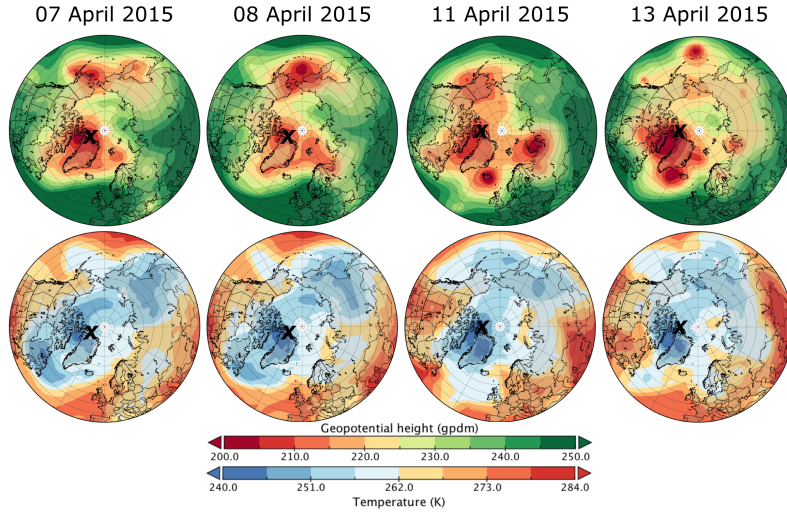 07 April 2015 08 April 2015 11 April 2015 13 April 2015
X X X X
X X X X
Geopotential height (gpdm)
200.0 210.0 220.0 230.0 240.0 250.0
240.0 251.0 262.0 273.0 284.0
Temperature (K)